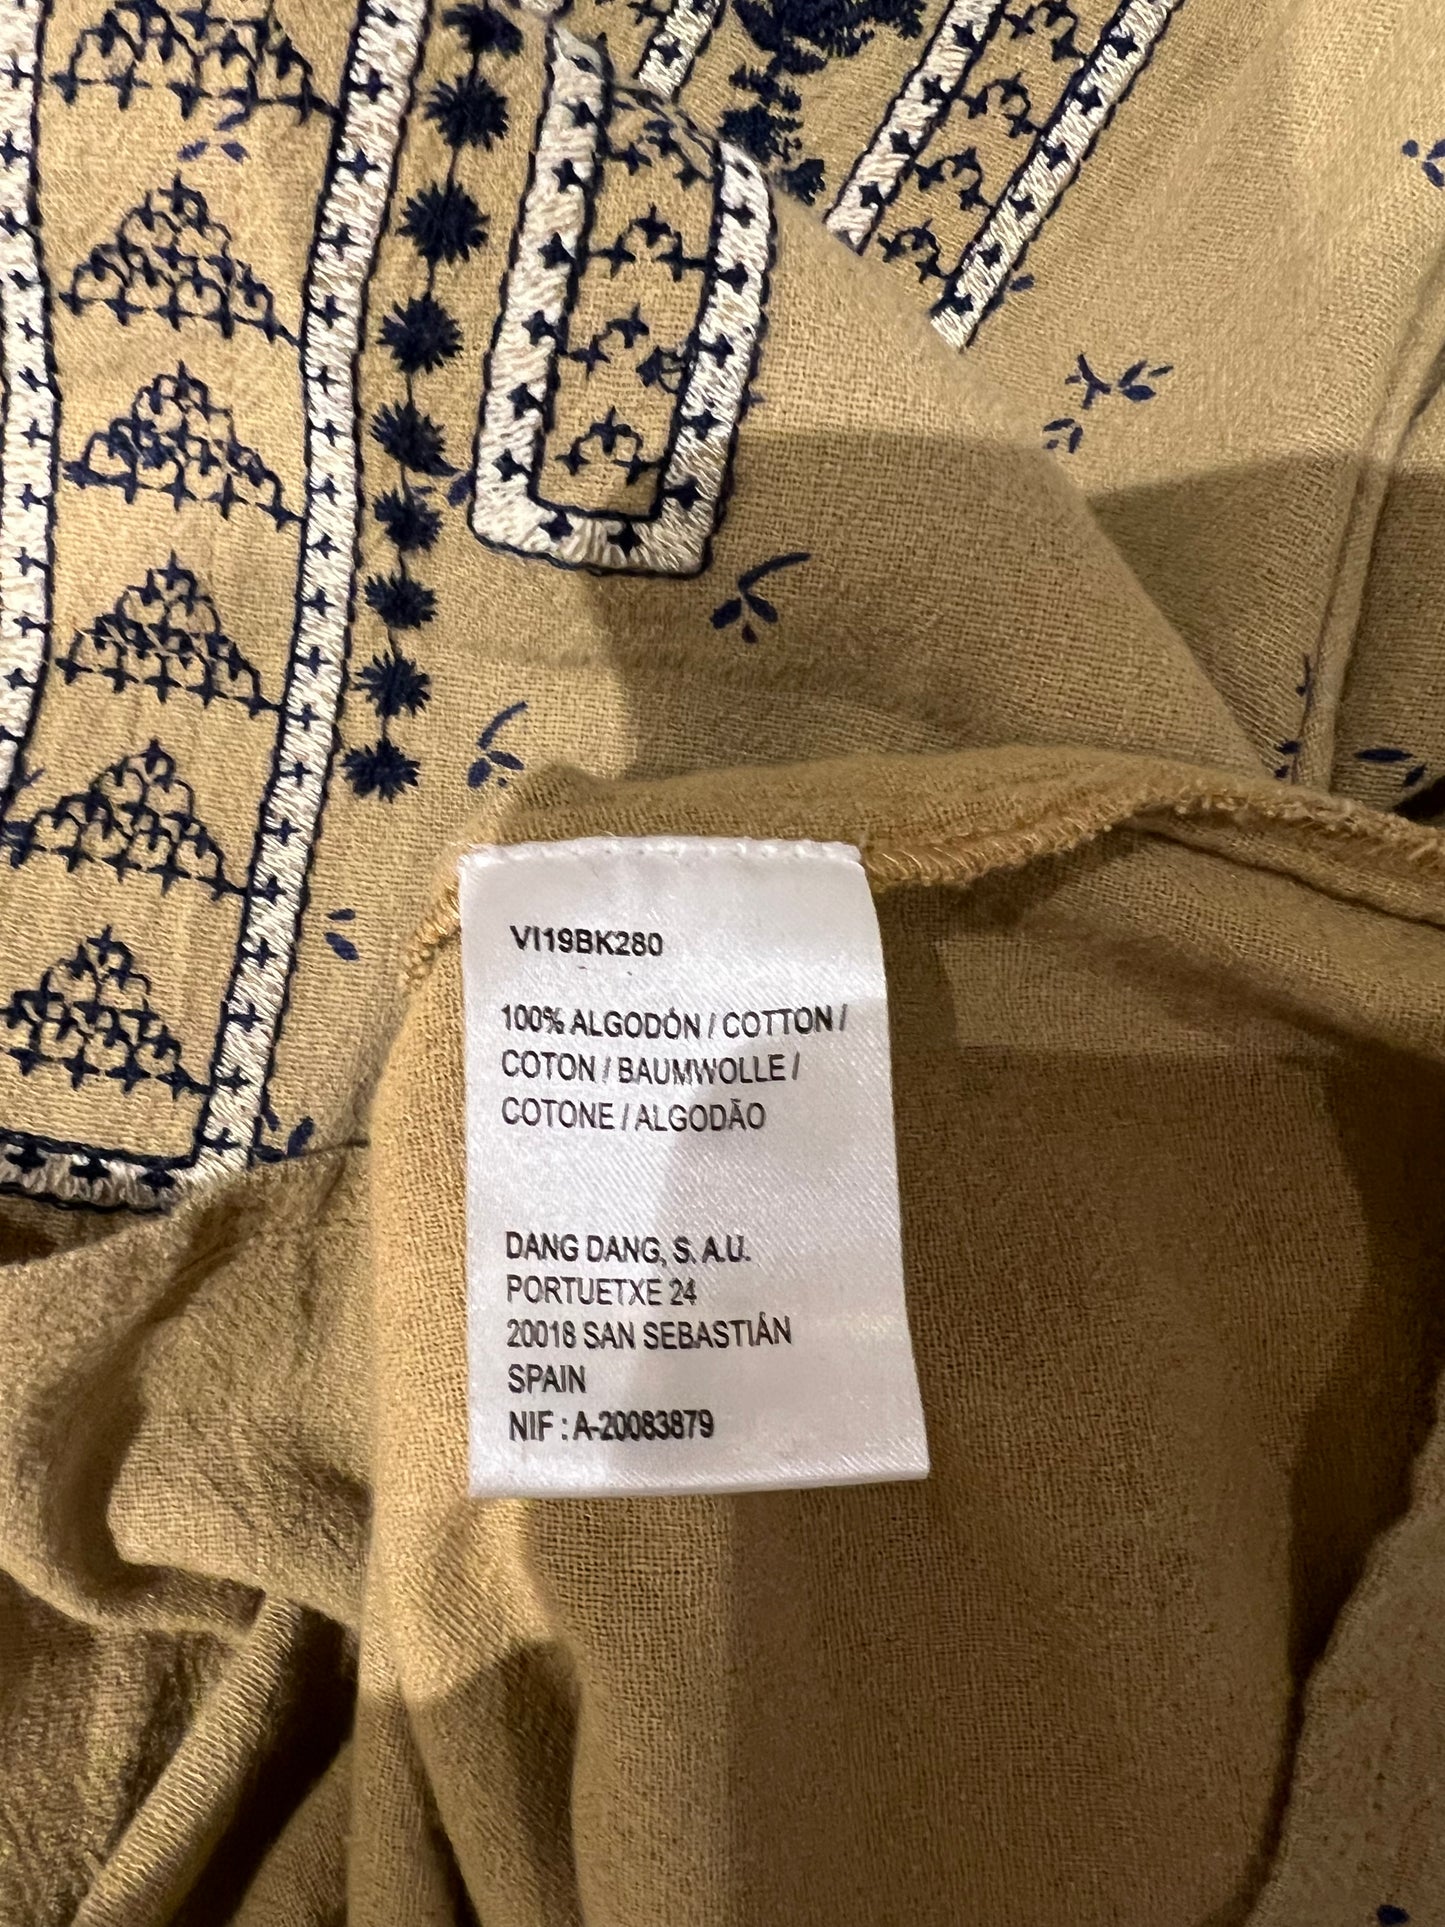 VI19BK280
100% ALGODÓN / COTTON /
COTON / BAUMWOLLE /
COTONE / ALGODÃO
DANG DANG, S.A.U.
PORTUETXE 24
20018 SAN SEBASTIÁN
SPAIN
NIF : A-20083879